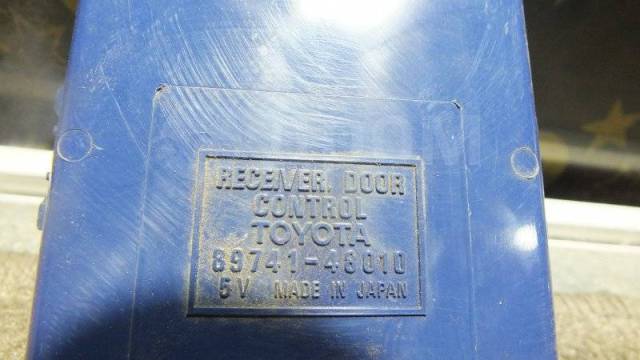 RECEIVER, DOOR
CONTROL
TOYOTA
89741-48010
5V MADE IN JAPAN